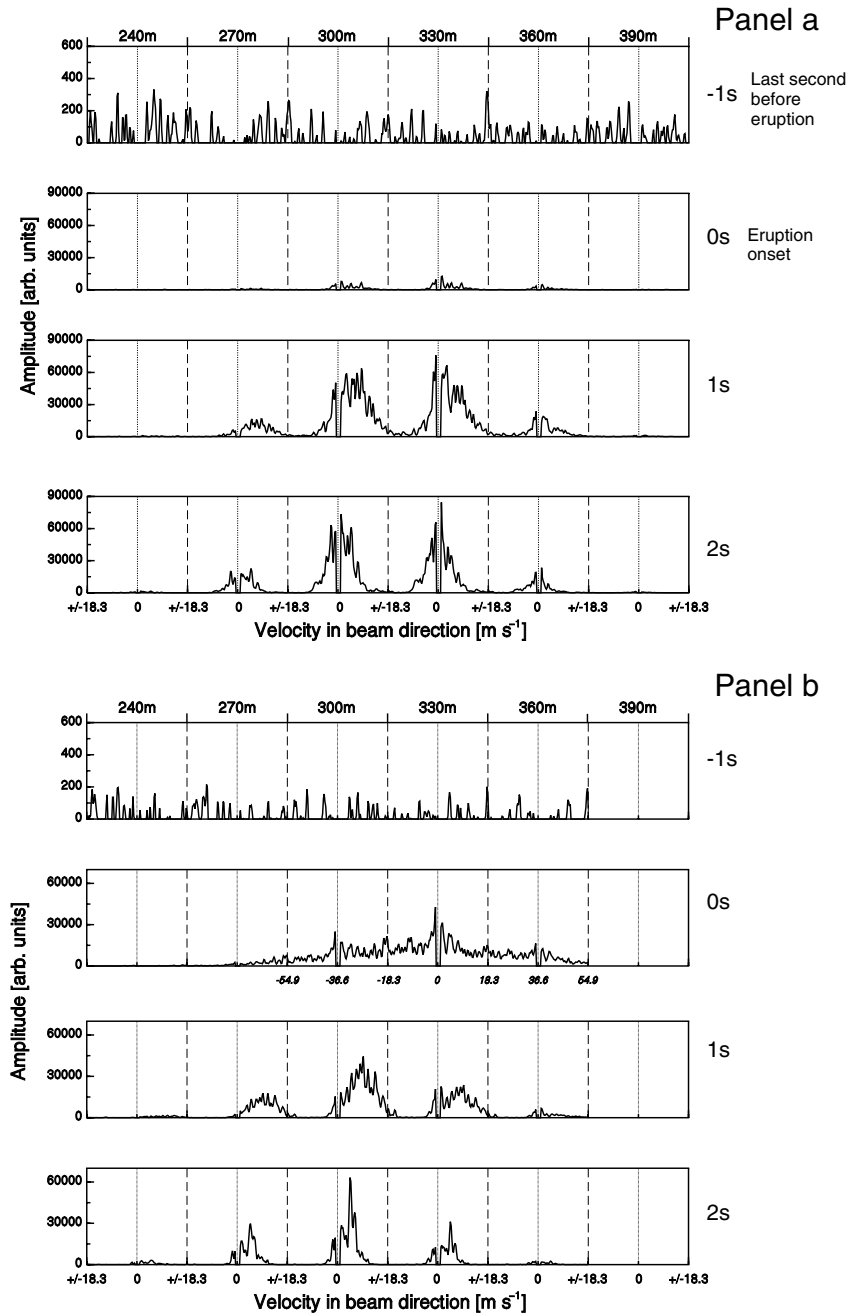 Panel a
240m 270m 300m 330m 360m 390m
600
400
200
0
-1s Last second
before
eruption
90000
60000
30000
0
0s Eruption
onset
Amplitude [arb. units]
90000
60000
30000
0
1s
90000
60000
30000
0
2s
+/-18.3 0 +/-18.3 0 +/-18.3 0 +/-18.3 0 +/-18.3 0 +/-18.3 0 +/-18.3
Velocity in beam direction [m s⁻¹]
Panel b
240m 270m 300m 330m 360m 390m
600
400
200
0
-1s
60000
30000
0
0s
-54.9 -36.6 -18.3 0 18.3 36.6 54.9
Amplitude [arb. units]
60000
30000
0
1s
60000
30000
0
2s
+/-18.3 0 +/-18.3 0 +/-18.3 0 +/-18.3 0 +/-18.3 0 +/-18.3 0 +/-18.3
Velocity in beam direction [m s⁻¹]